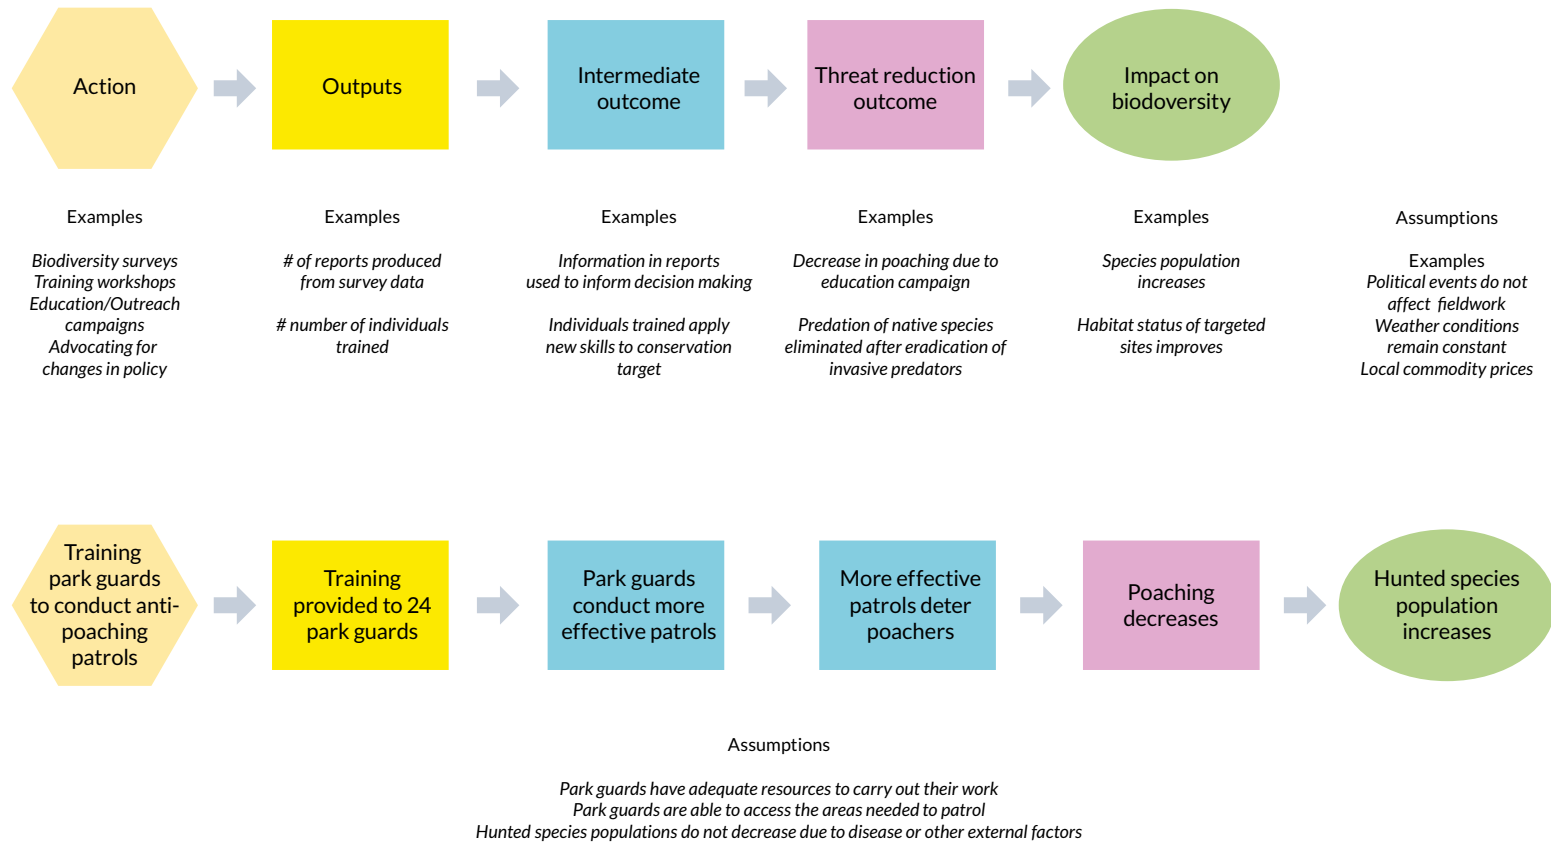 Action
Outputs
Intermediate
outcome
Threat reduction
outcome
Impact on
biodoversity
Examples
Biodiversity surveys
Training workshops
Education/Outreach
campaigns
Advocating for
changes in policy
Examples
# of reports produced
from survey data
# number of individuals
trained
Examples
Information in reports
used to inform decision making
Individuals trained apply
new skills to conservation
target
Examples
Decrease in poaching due to
education campaign
Predation of native species
eliminated after eradication of
invasive predators
Examples
Species population
increases
Habitat status of targeted
sites improves
Assumptions
Examples
Political events do not
affect fieldwork
Weather conditions
remain constant
Local commodity prices
Training
park guards
to conduct anti-
poaching
patrols
Training
provided to 24
park guards
Park guards
conduct more
effective patrols
More effective
patrols deter
poachers
Poaching
decreases
Hunted species
population
increases
Assumptions
Park guards have adequate resources to carry out their work
Park guards are able to access the areas needed to patrol
Hunted species populations do not decrease due to disease or other external factors